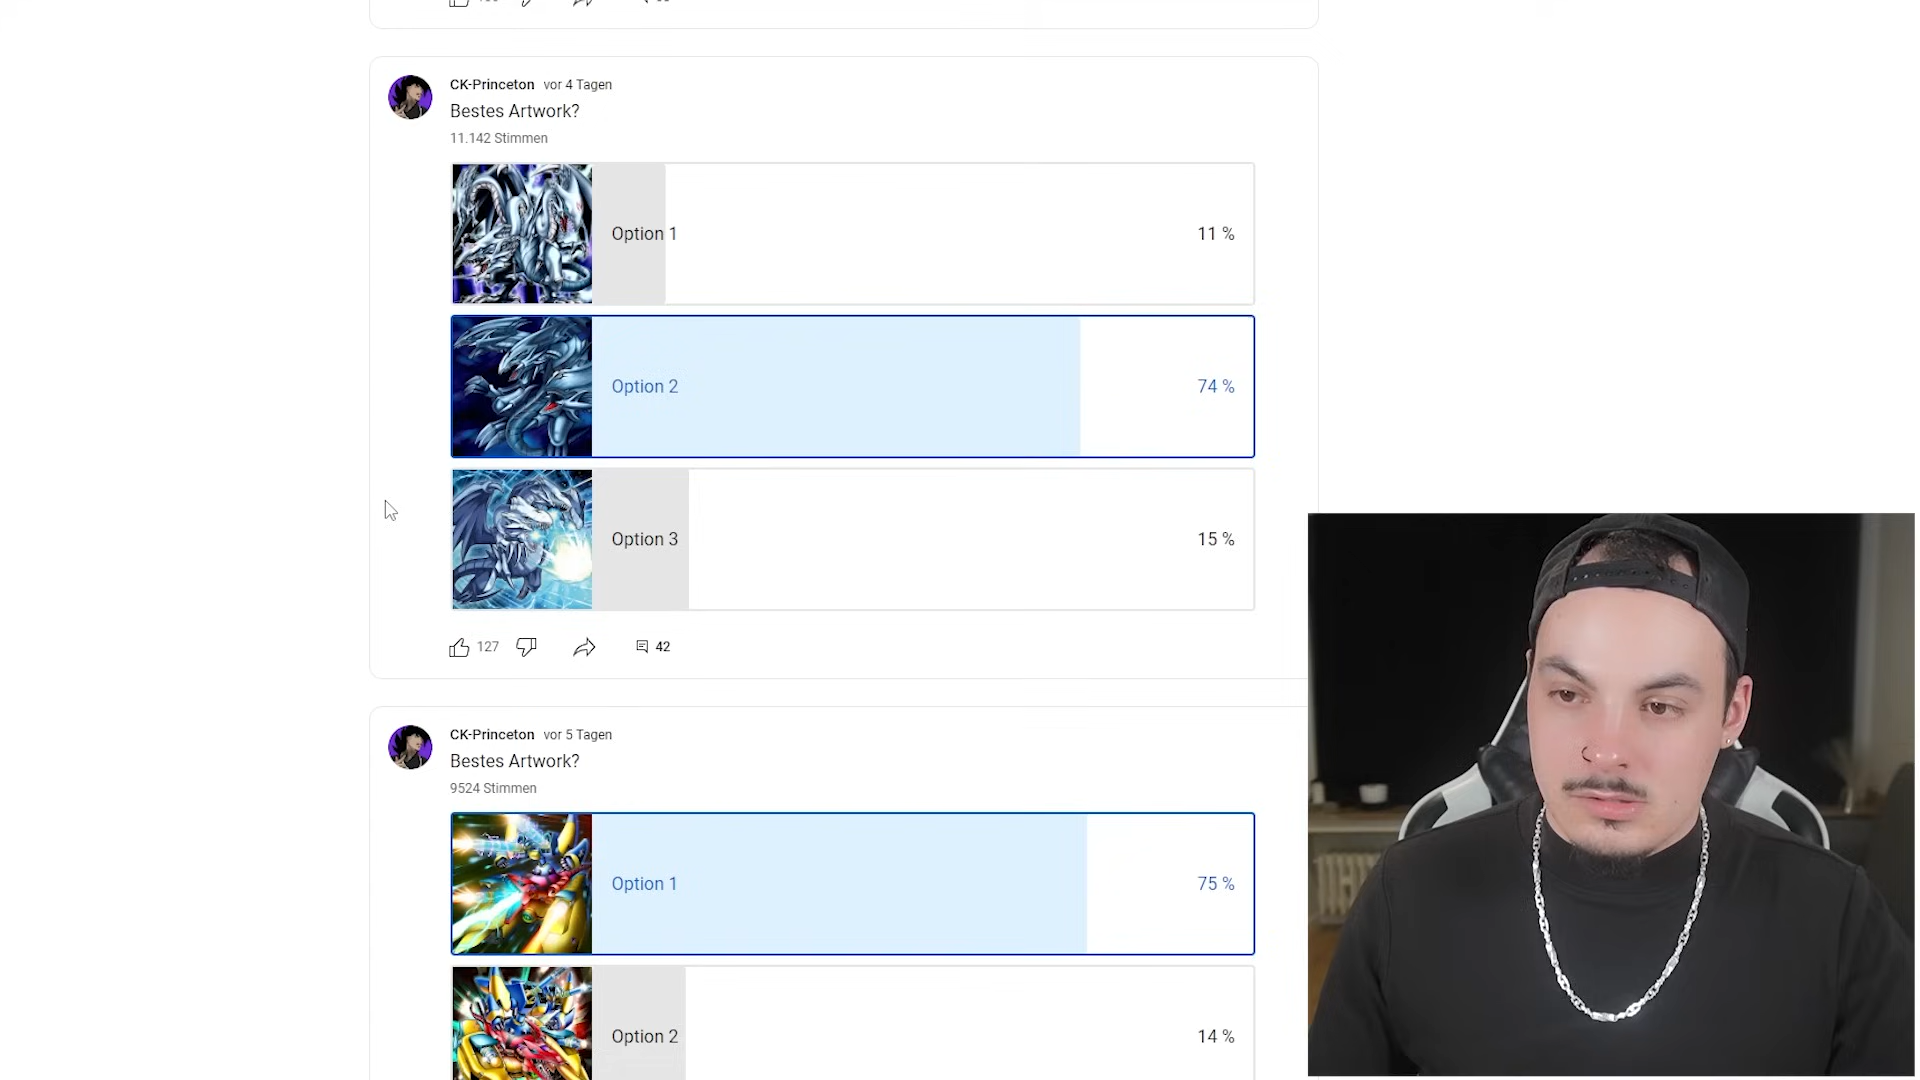 CK-Princeton vor 4 Tagen
Bestes Artwork?
11.142 Stimmen
Option 1 11 %
Option 2 74 %
Option 3 15 %
127 42
CK-Princeton vor 5 Tagen
Bestes Artwork?
9524 Stimmen
Option 1 75 %
Option 2 14 %